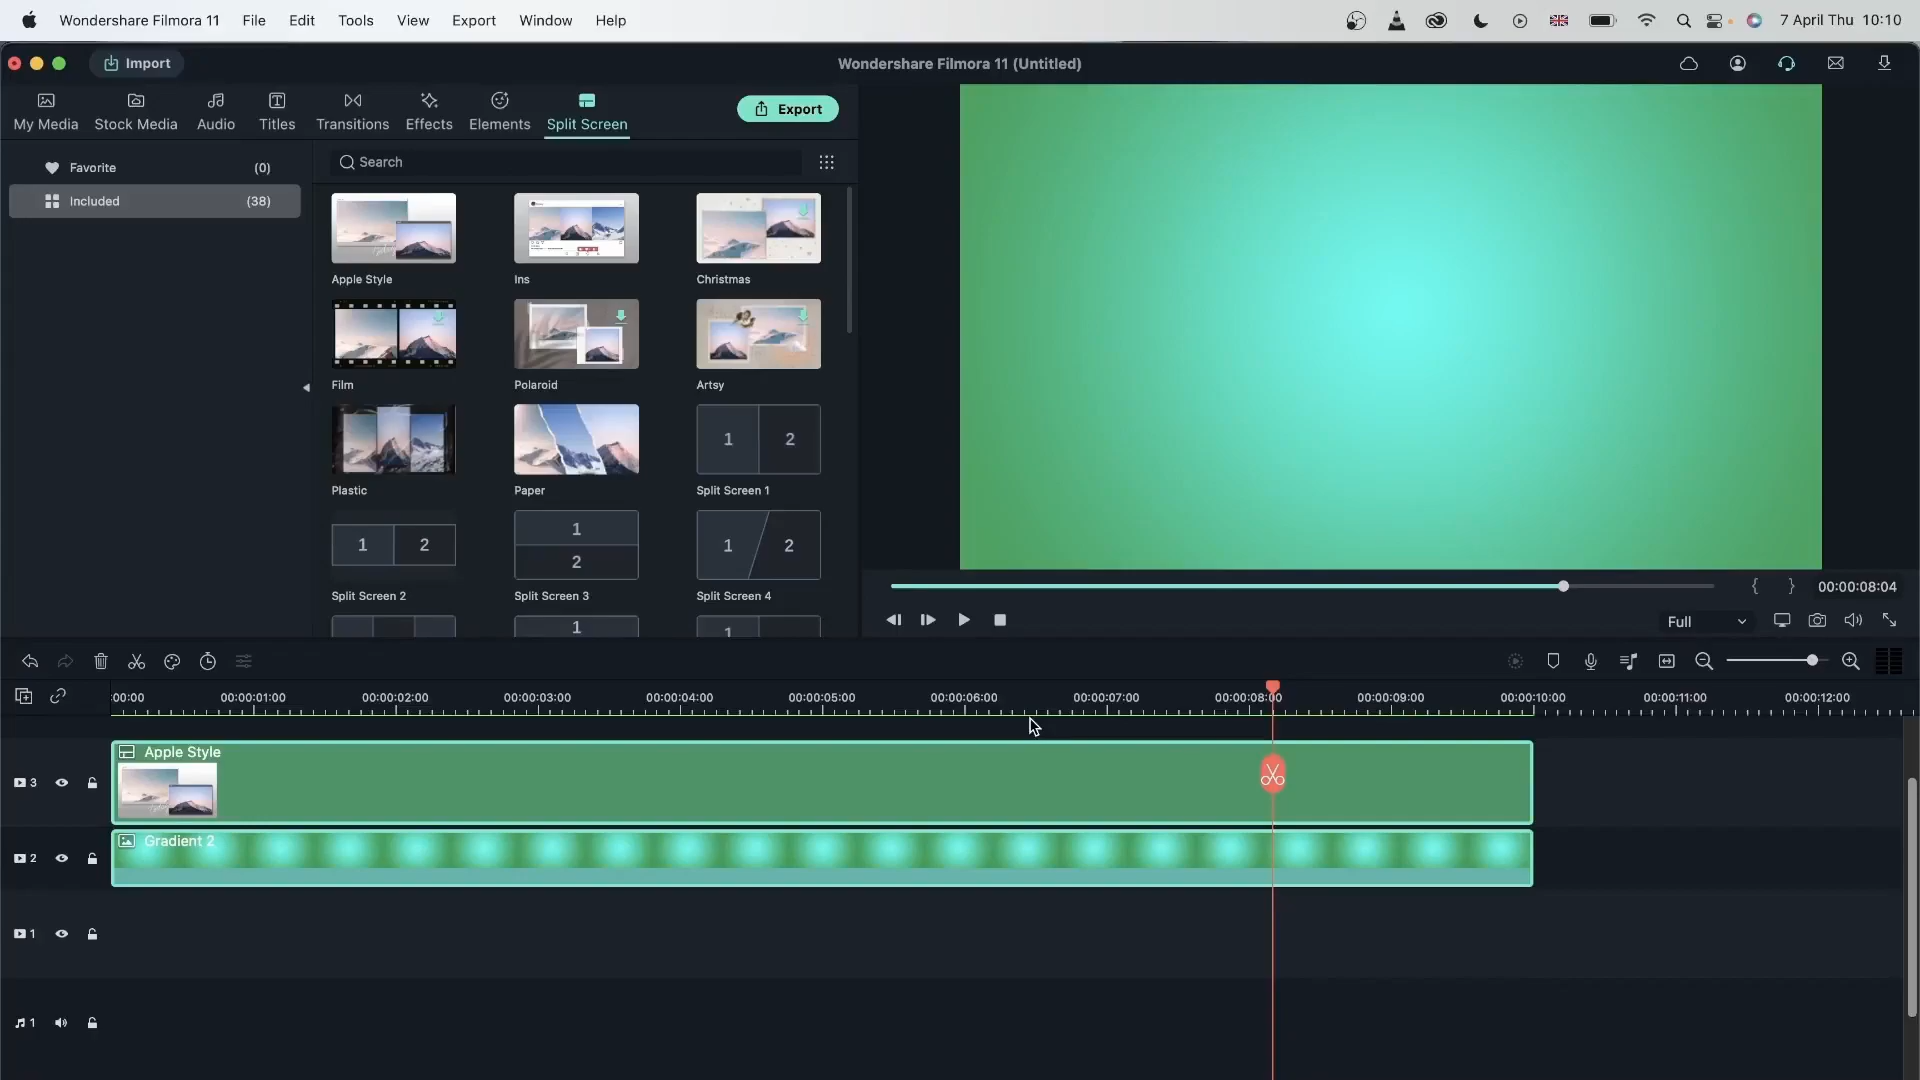 Wondershare Filmora 11 File Edit Tools View Export Window Help 7 April Thu 10:10
Import Wondershare Filmora 11 (Untitled)
My Media Stock Media Audio Titles Transitions Effects Elements Split Screen Export
Favorite (0) Search
Included (38)
Apple Style Ins Christmas
Film Polaroid Artsy
1 2
Plastic Paper Split Screen 1
1 2 1 2 1 2
Split Screen 2 Split Screen 3 Split Screen 4
1 1
00:00:08:04
Full
:00:00 00:00:01:00 00:00:02:00 00:00:03:00 00:00:04:00 00:00:05:00 00:00:06:00 00:00:07:00 00:00:08:00 00:00:09:00 00:00:10:00 00:00:11:00 00:00:12:00
Apple Style
3
Gradient 2
2
1
1